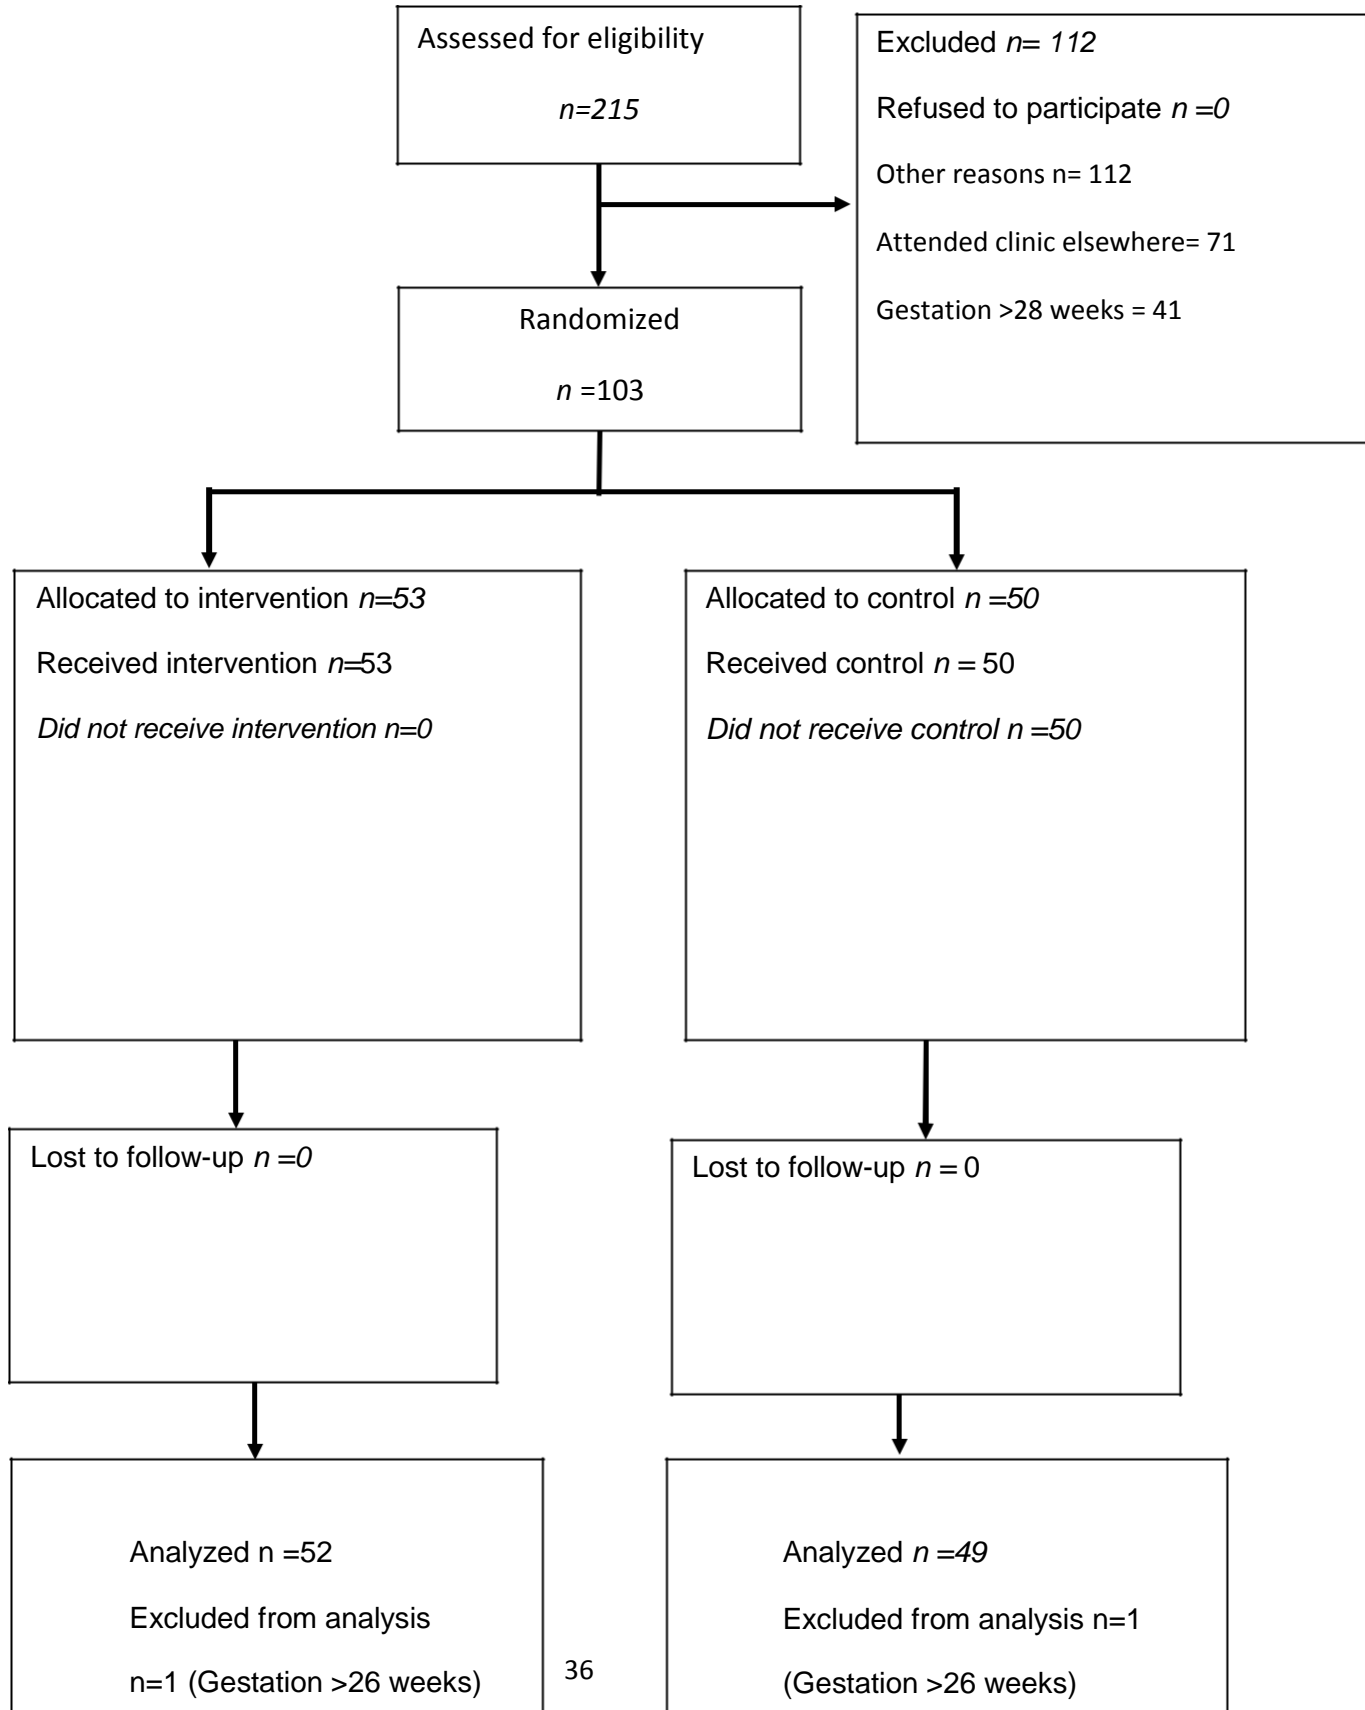 Assessed for eligibility
n=215
Excluded n= 112
Refused to participate n =0
Other reasons n= 112
Attended clinic elsewhere= 71
Gestation >28 weeks = 41
Randomized
n =103
Allocated to intervention n=53
Received intervention n=53
Did not receive intervention n=0
Allocated to control n =50
Received control n = 50
Did not receive control n =50
Lost to follow-up n =0
Lost to follow-up n = 0
Analyzed n =52
Excluded from analysis
n=1 (Gestation >26 weeks)
Analyzed n =49
Excluded from analysis n=1
(Gestation >26 weeks)
36